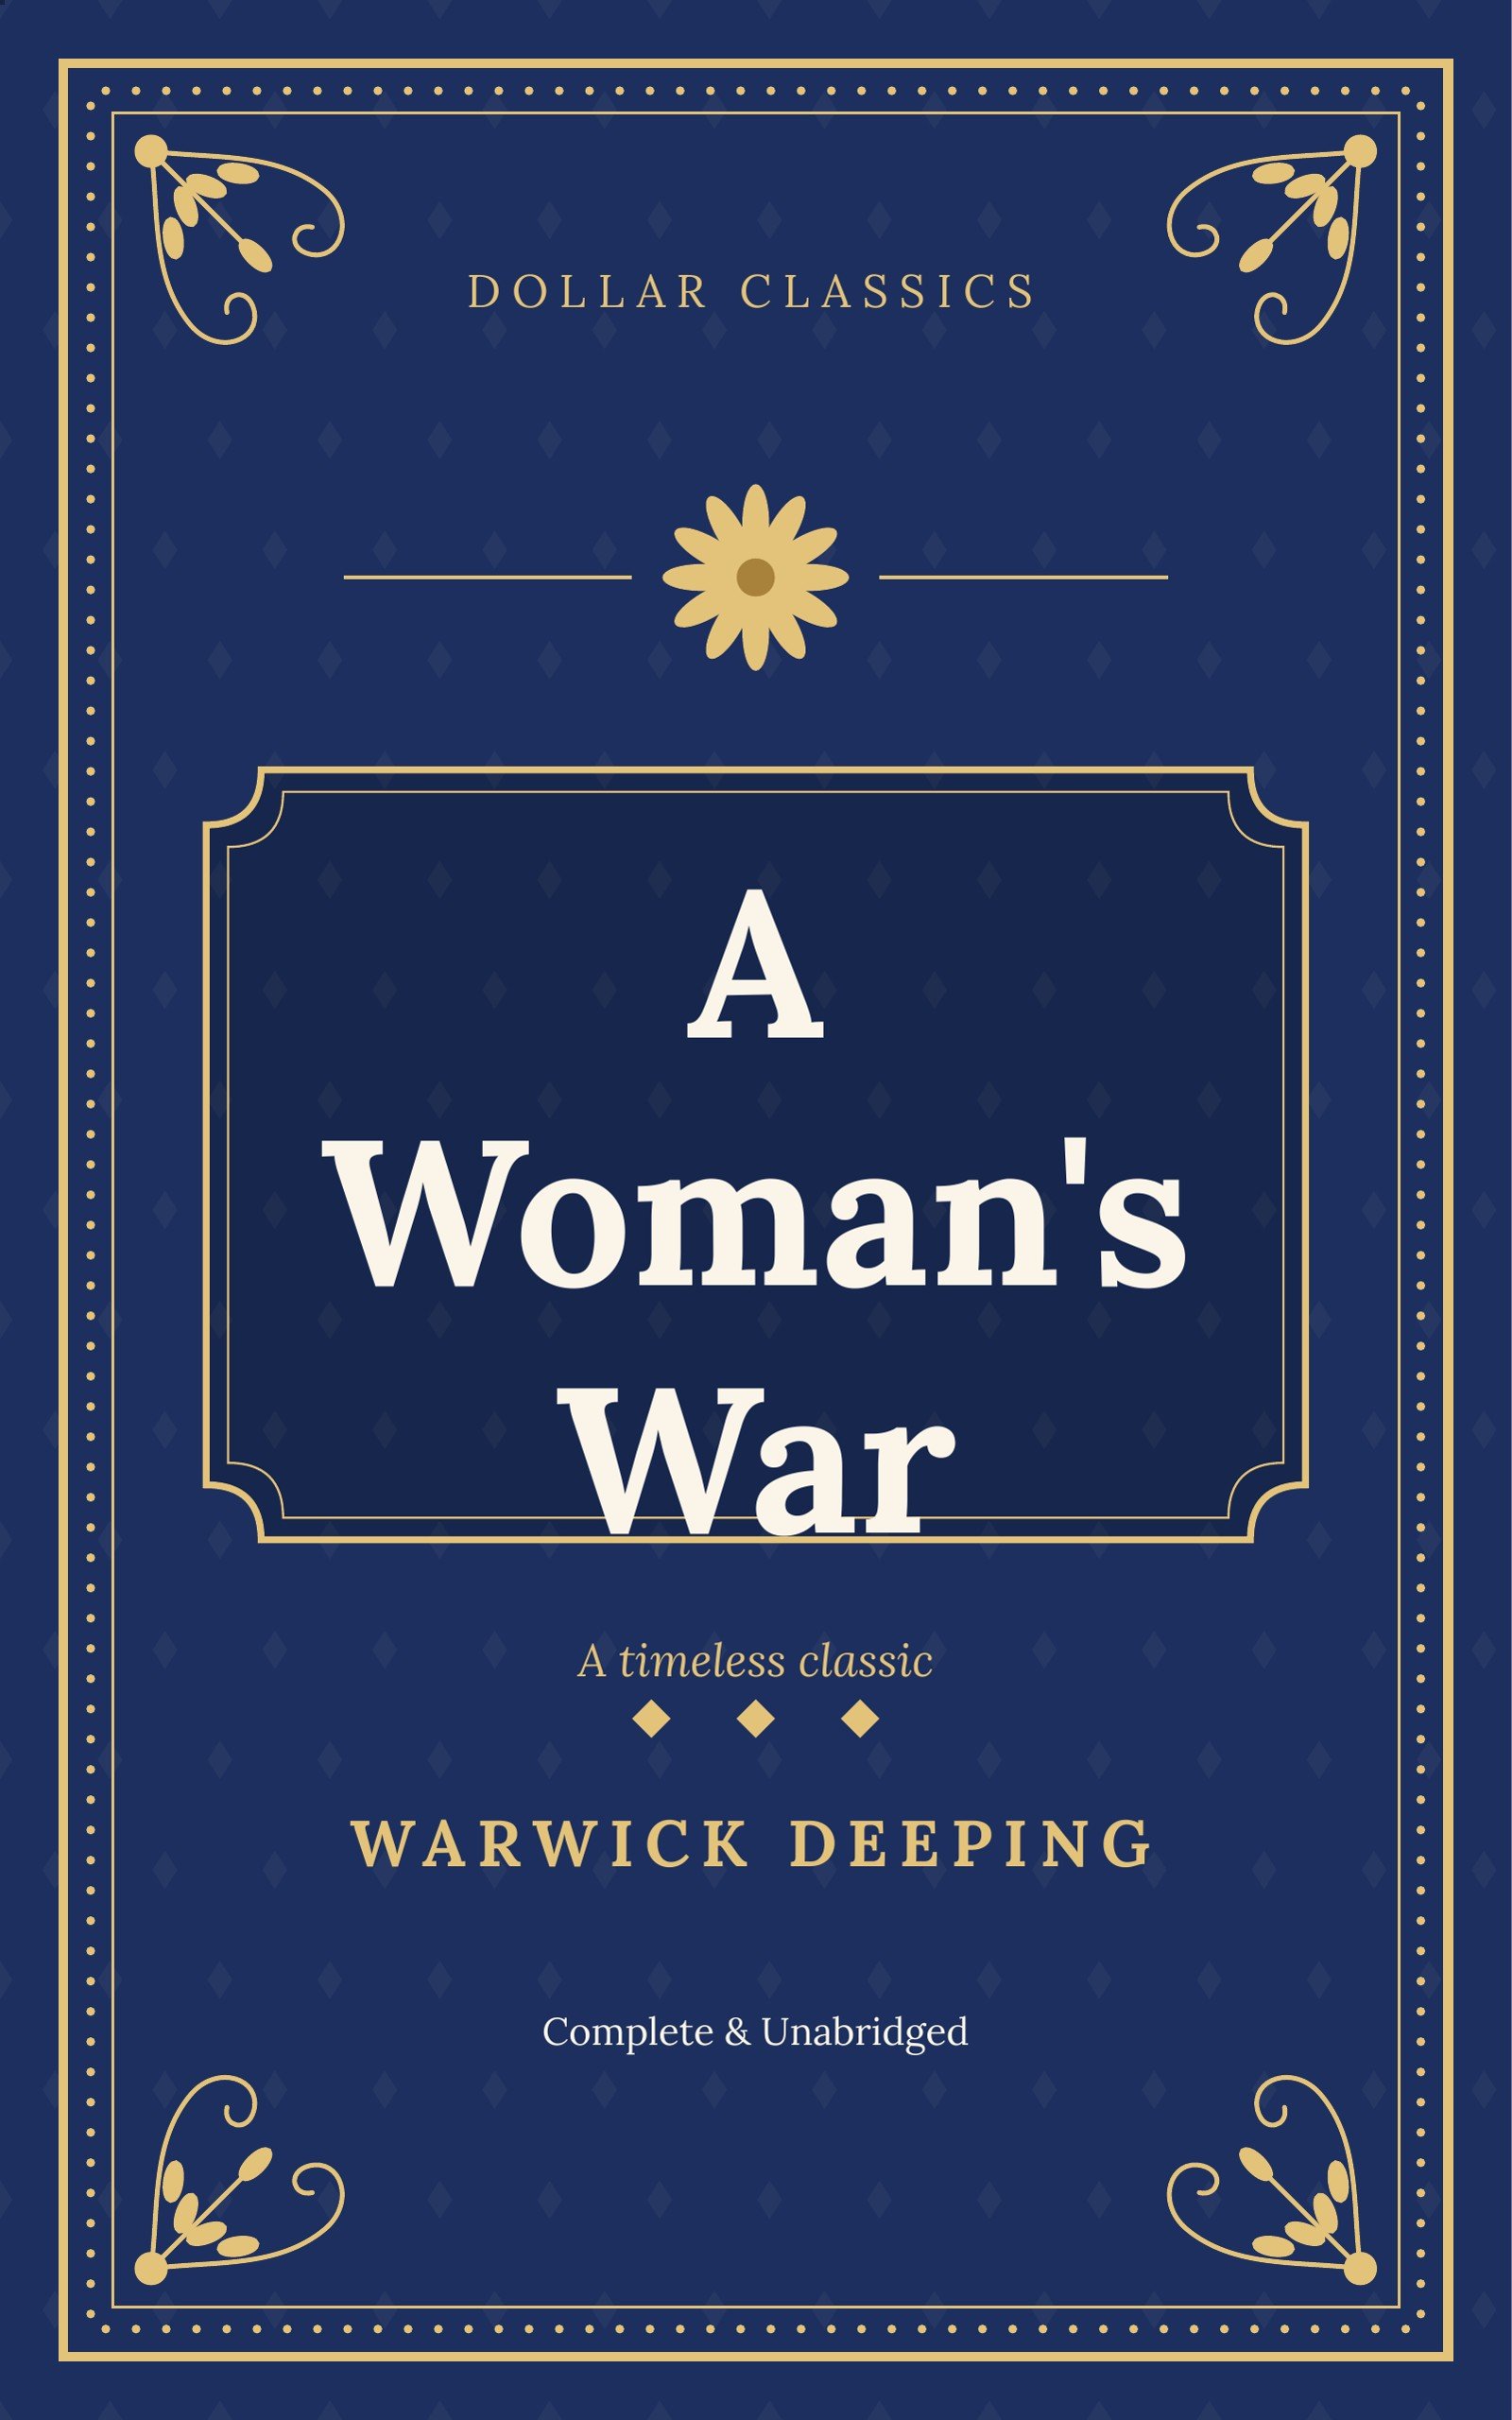 DOLLAR CLASSICS
A
Woman's
War
A timeless classic
WARWICK DEEPING
Complete & Unabridged